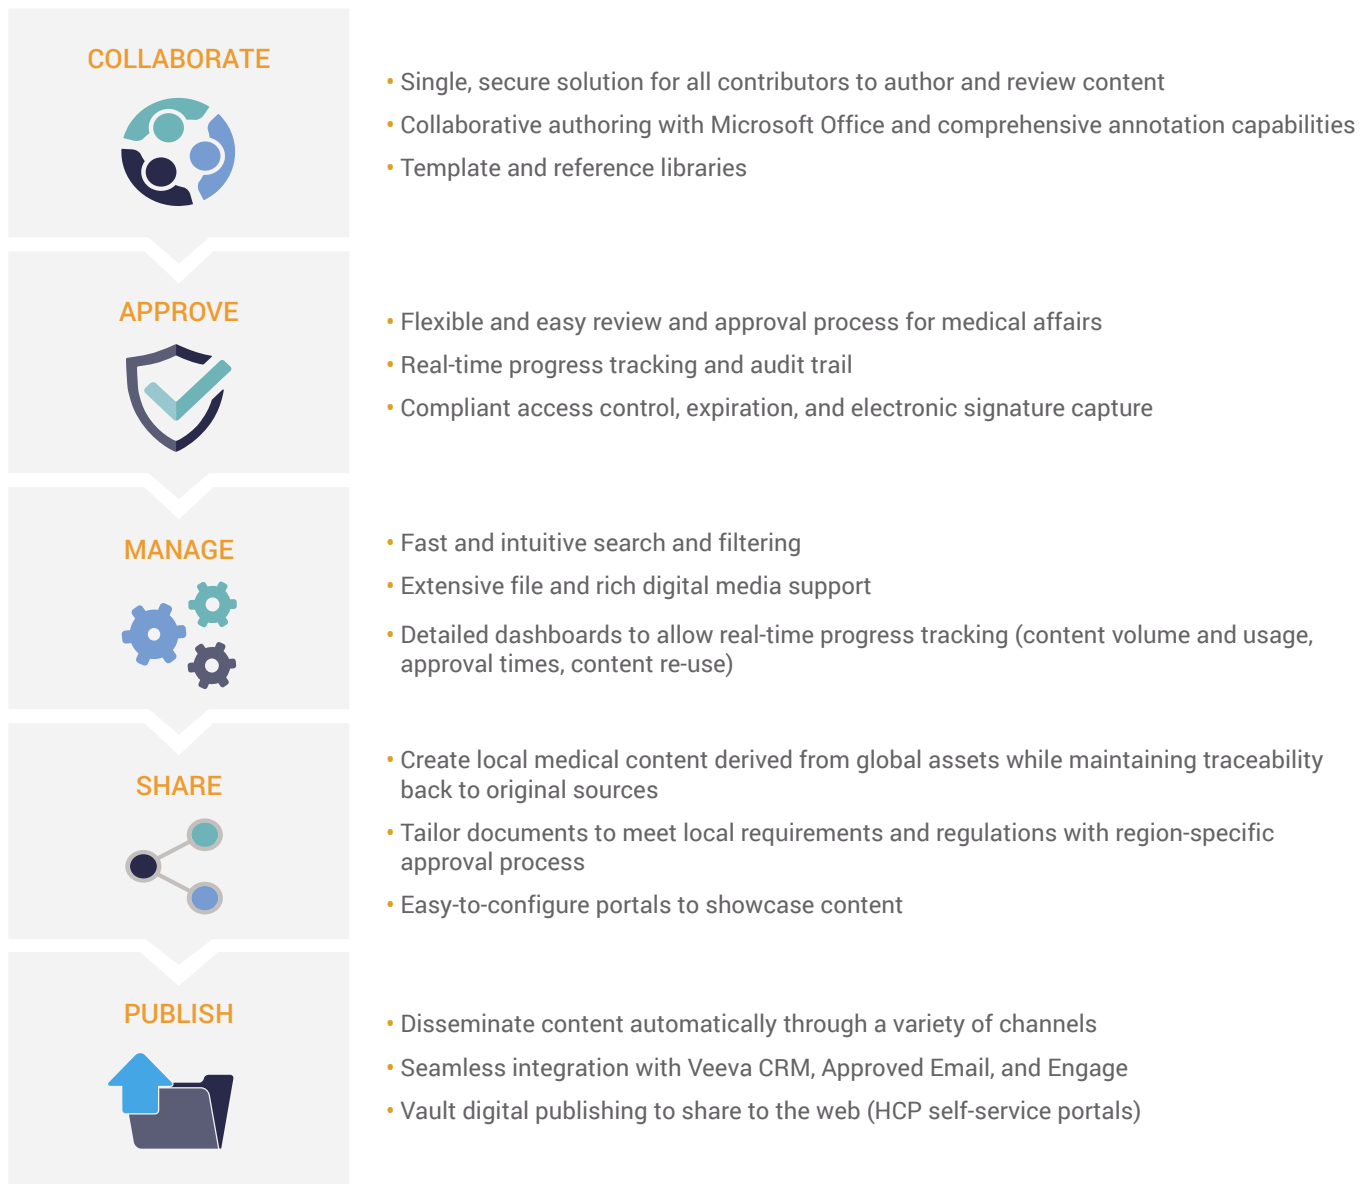 COLLABORATE
• Single, secure solution for all contributors to author and review content
• Collaborative authoring with Microsoft Office and comprehensive annotation capabilities
• Template and reference libraries
APPROVE
• Flexible and easy review and approval process for medical affairs
• Real-time progress tracking and audit trail
• Compliant access control, expiration, and electronic signature capture
MANAGE
• Fast and intuitive search and filtering
• Extensive file and rich digital media support
• Detailed dashboards to allow real-time progress tracking (content volume and usage,
approval times, content re-use)
SHARE
• Create local medical content derived from global assets while maintaining traceability
back to original sources
• Tailor documents to meet local requirements and regulations with region-specific
approval process
• Easy-to-configure portals to showcase content
PUBLISH
• Disseminate content automatically through a variety of channels
• Seamless integration with Veeva CRM, Approved Email, and Engage
• Vault digital publishing to share to the web (HCP self-service portals)